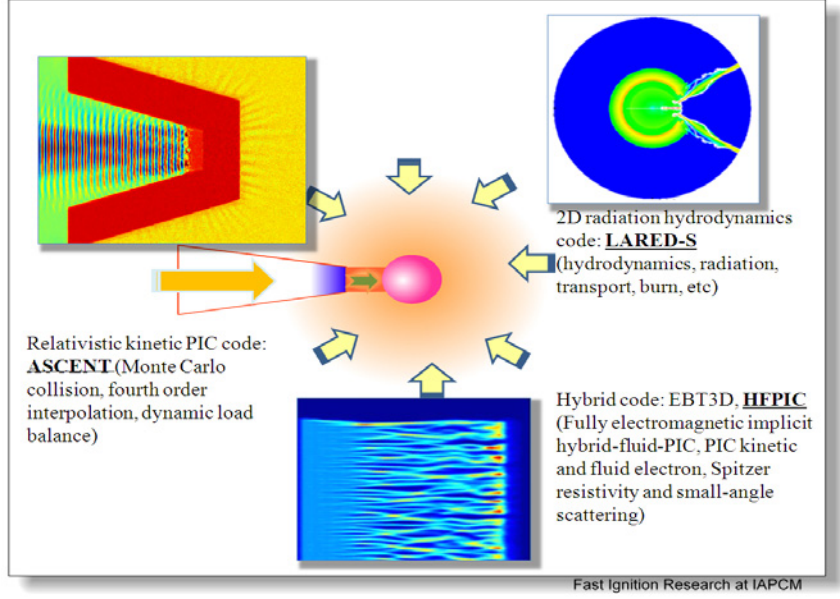 2D radiation hydrodynamics
code: LARED-S
(hydrodynamics, radiation,
transport, burn, etc)
Relativistic kinetic PIC code:
ASCENT (Monte Carlo
collision, fourth order
interpolation, dynamic load
balance)
Hybrid code: EBT3D, HFPIC
(Fully electromagnetic implicit
hybrid-fluid-PIC, PIC kinetic
and fluid electron, Spitzer
resistivity and small-angle
scattering)
Fast Ignition Research at IAPCM